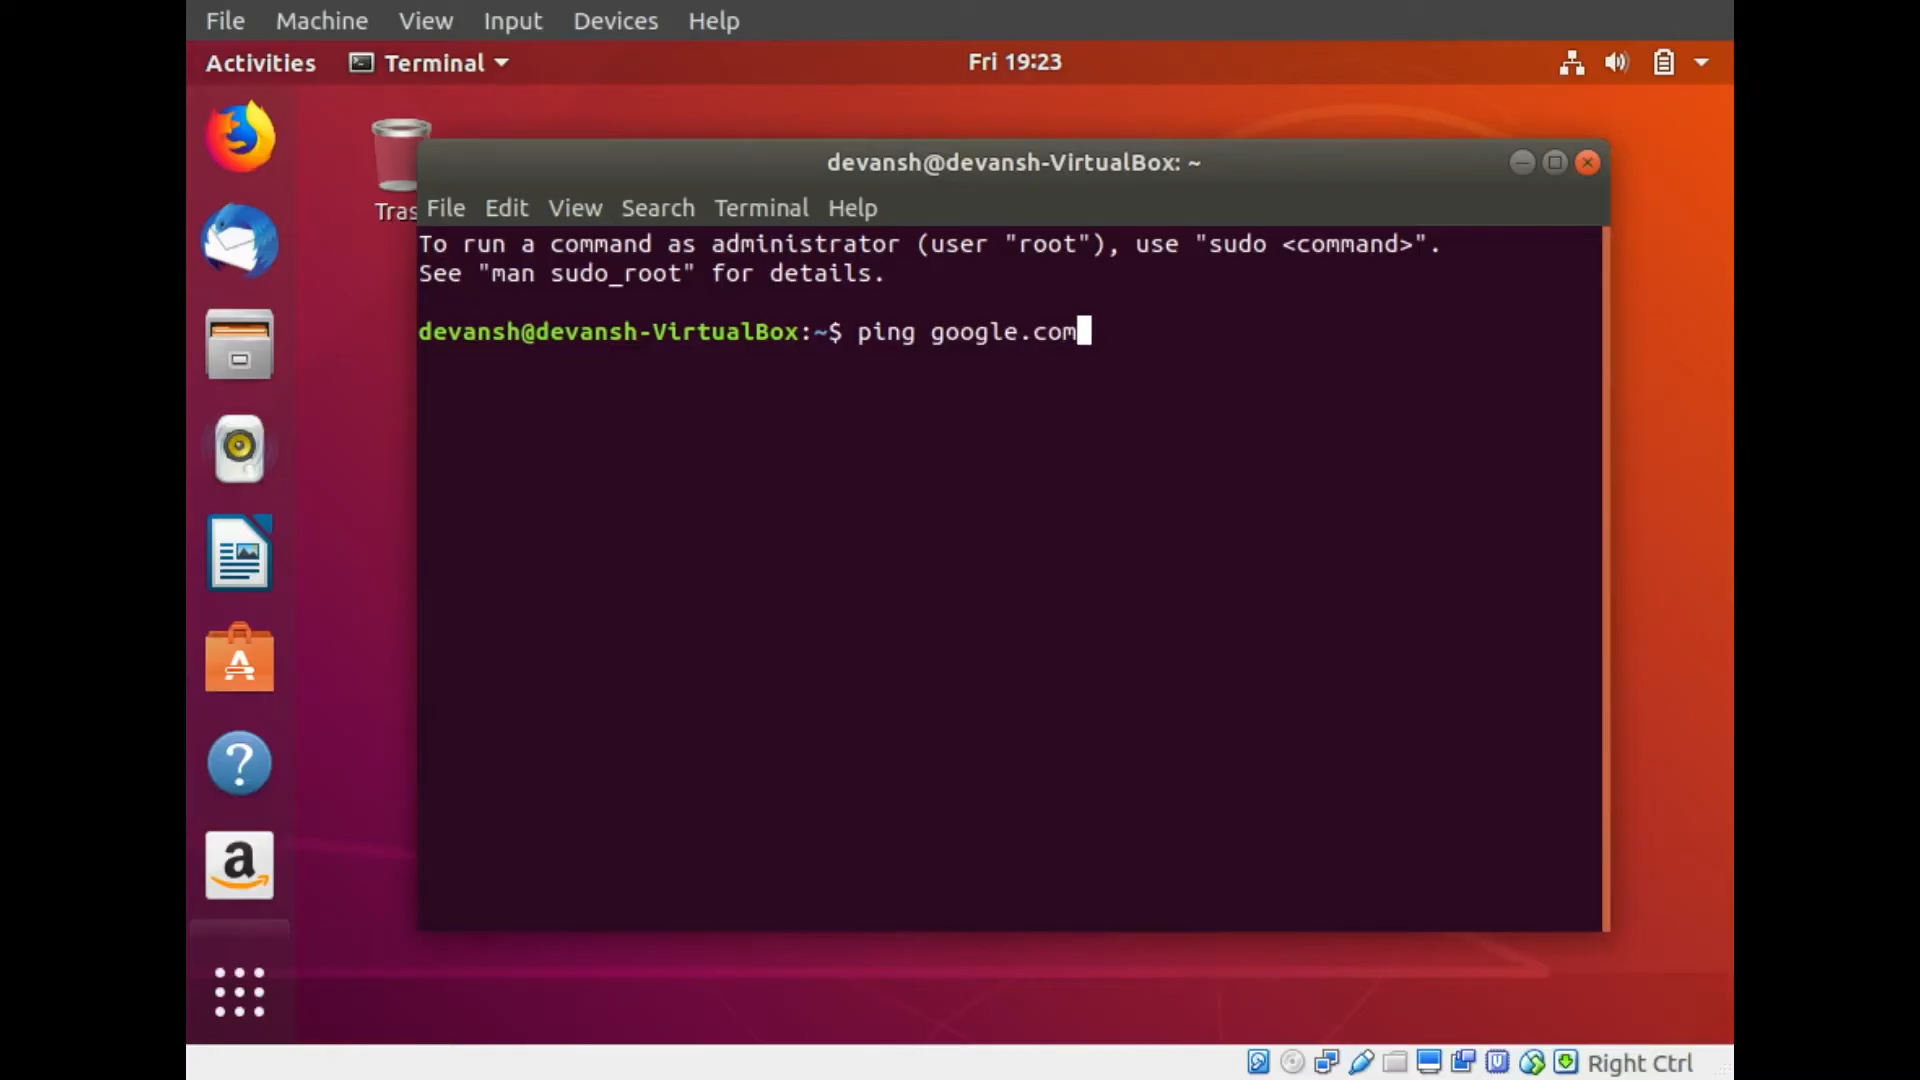 File Machine View Input Devices Help
Activities Terminal Fri 19:23
devansh@devansh-VirtualBox: ~
Tras
File Edit View Search Terminal Help
To run a command as administrator (user "root"), use "sudo <command>".
See "man sudo_root" for details.
devansh@devansh-VirtualBox:~$ ping google.com
Right Ctrl